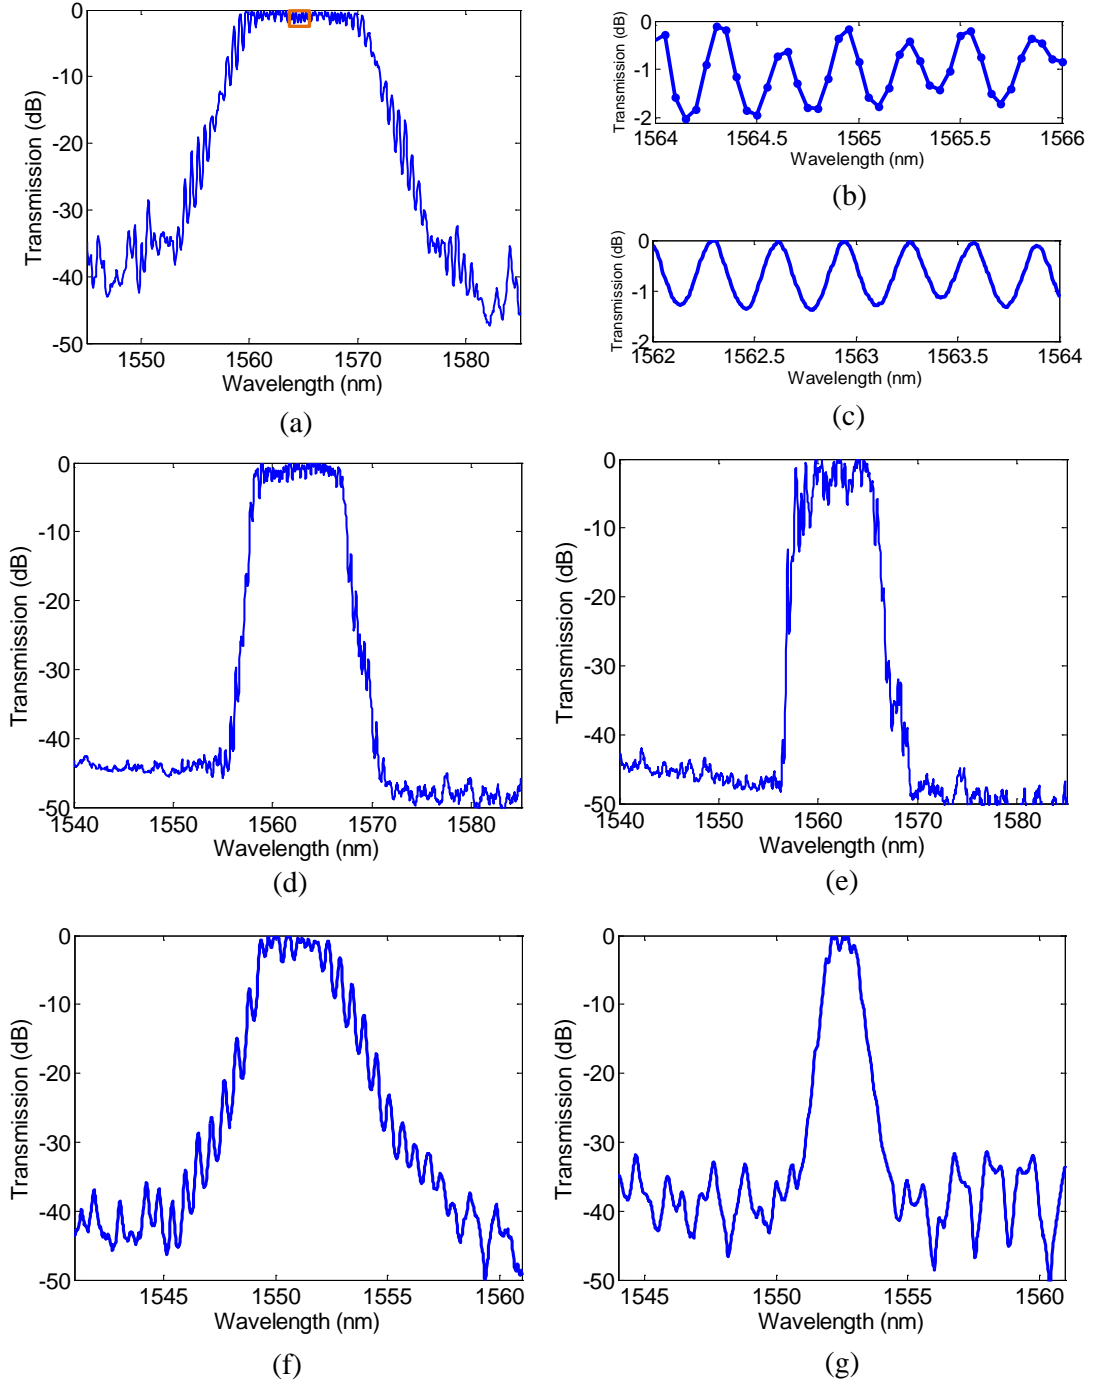 0
-10
-20
-30
-40
-50
Transmission (dB)
1550 1560 1570 1580
Wavelength (nm)
(a)
0
-1
-2
Transmission (dB)
1564 1564.5 1565 1565.5 1566
Wavelength (nm)
(b)
0
-1
-2
Transmission (dB)
1562 1562.5 1563 1563.5 1564
Wavelength (nm)
(c)
0
-10
-20
-30
-40
-50
Transmission (dB)
1540 1550 1560 1570 1580
Wavelength (nm)
(d)
0
-10
-20
-30
-40
-50
Transmission (dB)
1540 1550 1560 1570 1580
Wavelength (nm)
(e)
0
-10
-20
-30
-40
-50
Transmission (dB)
1545 1550 1555 1560
Wavelength (nm)
(f)
0
-10
-20
-30
-40
-50
Transmission (dB)
1545 1550 1555 1560
Wavelength (nm)
(g)